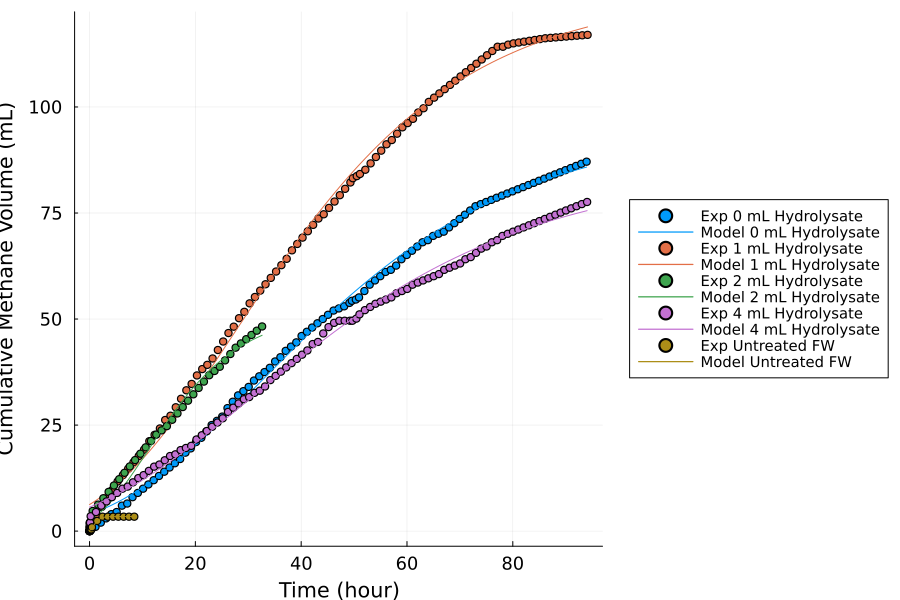 Cumulative Methane Volume (mL)
100
75
50
25
0
0 20 40 60 80
Time (hour)
Exp 0 mL Hydrolysate
Model 0 mL Hydrolysate
Exp 1 mL Hydrolysate
Model 1 mL Hydrolysate
Exp 2 mL Hydrolysate
Model 2 mL Hydrolysate
Exp 4 mL Hydrolysate
Model 4 mL Hydrolysate
Exp Untreated FW
Model Untreated FW